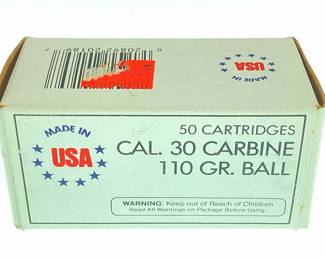 MADE IN
USA
MADE IN
USA
50 CARTRIDGES
CAL. 30 CARBINE
110 GR. BALL
WARNING: Keep out of Reach of Children
Read All Warnings on Package Before Using.